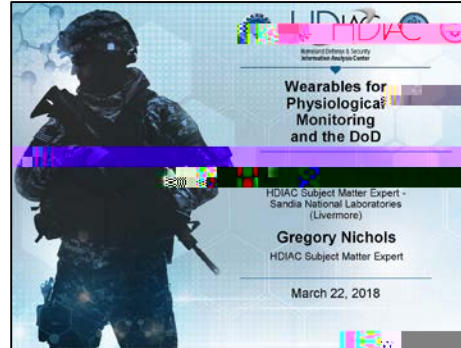 HDIAC
Homeland Defense & Security
Information Analysis Center
Wearables for
Physiological
Monitoring
and the DoD
HDIAC Subject Matter Expert -
Sandia National Laboratories
(Livermore)
Gregory Nichols
HDIAC Subject Matter Expert
March 22, 2018